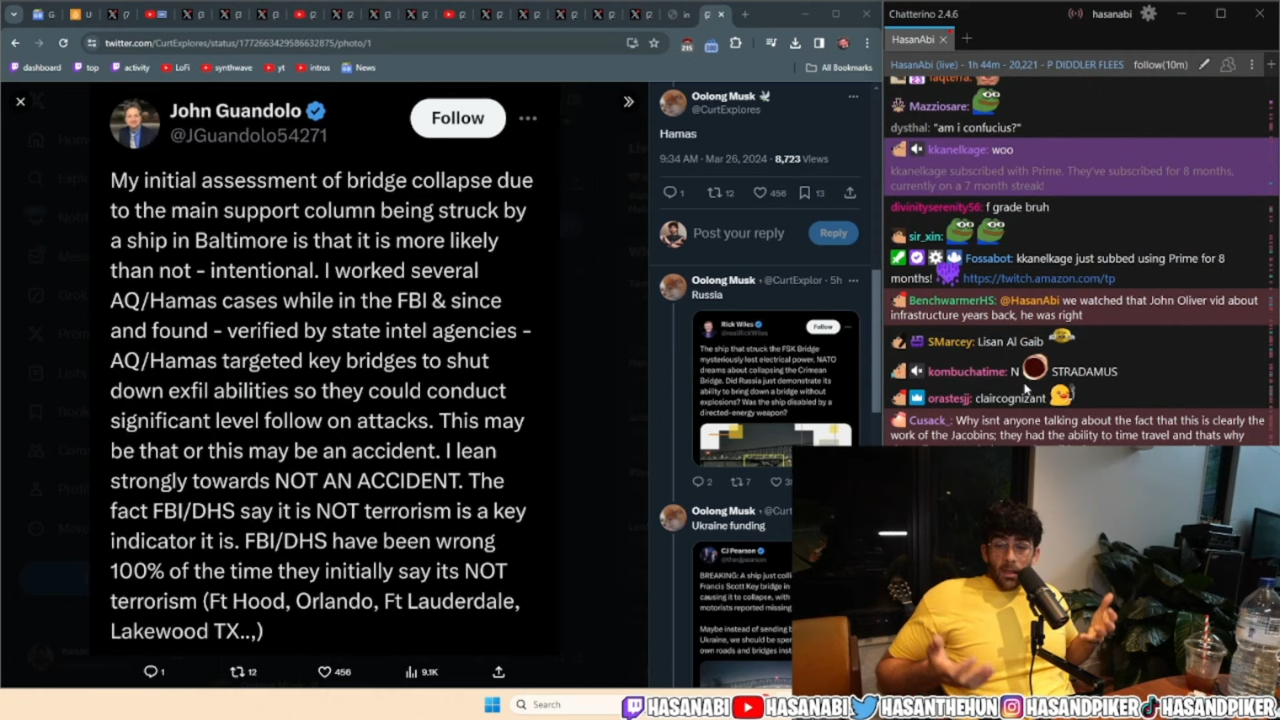 Chatterino 2.4.6
hasanabi
twitter.com/CurtExplores/status/1772663429586632875/photo/1
215
HasanAbi
dashboard
top
activity
LoFi
synthwave
yt
intros
News
All Bookmarks
HasanAbi (live) - 1h 44m - 20,221 - P DIDDLER FLEES
follow(10m)
John Guandolo
@JGuandolo54271
Follow
My initial assessment of bridge collapse due
to the main support column being struck by
a ship in Baltimore is that it is more likely
than not - intentional. I worked several
AQ/Hamas cases while in the FBI & since
and found - verified by state intel agencies -
AQ/Hamas targeted key bridges to shut
down exfil abilities so they could conduct
significant level follow on attacks. This may
be that or this may be an accident. I lean
strongly towards NOT AN ACCIDENT. The
fact FBI/DHS say it is NOT terrorism is a key
indicator it is. FBI/DHS have been wrong
100% of the time they initially say its NOT
terrorism (Ft Hood, Orlando, Ft Lauderdale,
Lakewood TX..,)
1
12
456
9.1K
Oolong Musk
@CurtExplores
Hamas
9:34 AM · Mar 26, 2024 · 8,723 Views
1
12
456
13
Post your reply
Reply
Oolong Musk
@CurtExplor · 5h
Russia
Rick Wiles
Follow
The ship that struck the FSK Bridge
mysteriously lost electrical power. NATO
dreams about collapsing the Crimean
Bridge. Did Russia just demonstrate its
ability to bring down a bridge without
explosions? Was the ship disabled by a
directed-energy weapon?
2
7
Oolong Musk
@Curt
Ukraine funding
CJ Pearson
BREAKING: A ship just coll
Francis Scott Key bridge in
causing it to collapse, with
motorists reported missing
Maybe instead of sending b
Ukraine, we should be spen
own roads and bridges inst
23
faqterra:
Mazziosare:
dysthal: "am i confucius?"
kkanelkage: woo
kkanelkage subscribed with Prime. They've subscribed for 8 months,
currently on a 7 month streak!
divinityserenity56: f grade bruh
sir_xin:
Fossabot: kkanelkage just subbed using Prime for 8
months! https://twitch.amazon.com/tp
BenchwarmerHS: @HasanAbi we watched that John Oliver vid about
infrastructure years back, he was right
SMarcey: Lisan Al Gaib
kombuchatime: N STRADAMUS
orastesjj: claircognizant
Cusack_: Why isnt anyone talking about the fact that this is clearly the
work of the Jacobins; they had the ability to time travel and thats why
Search
HASANABI
HASANABI
HASANTHEHUN
HASANDPIKER
HASANDPIKER